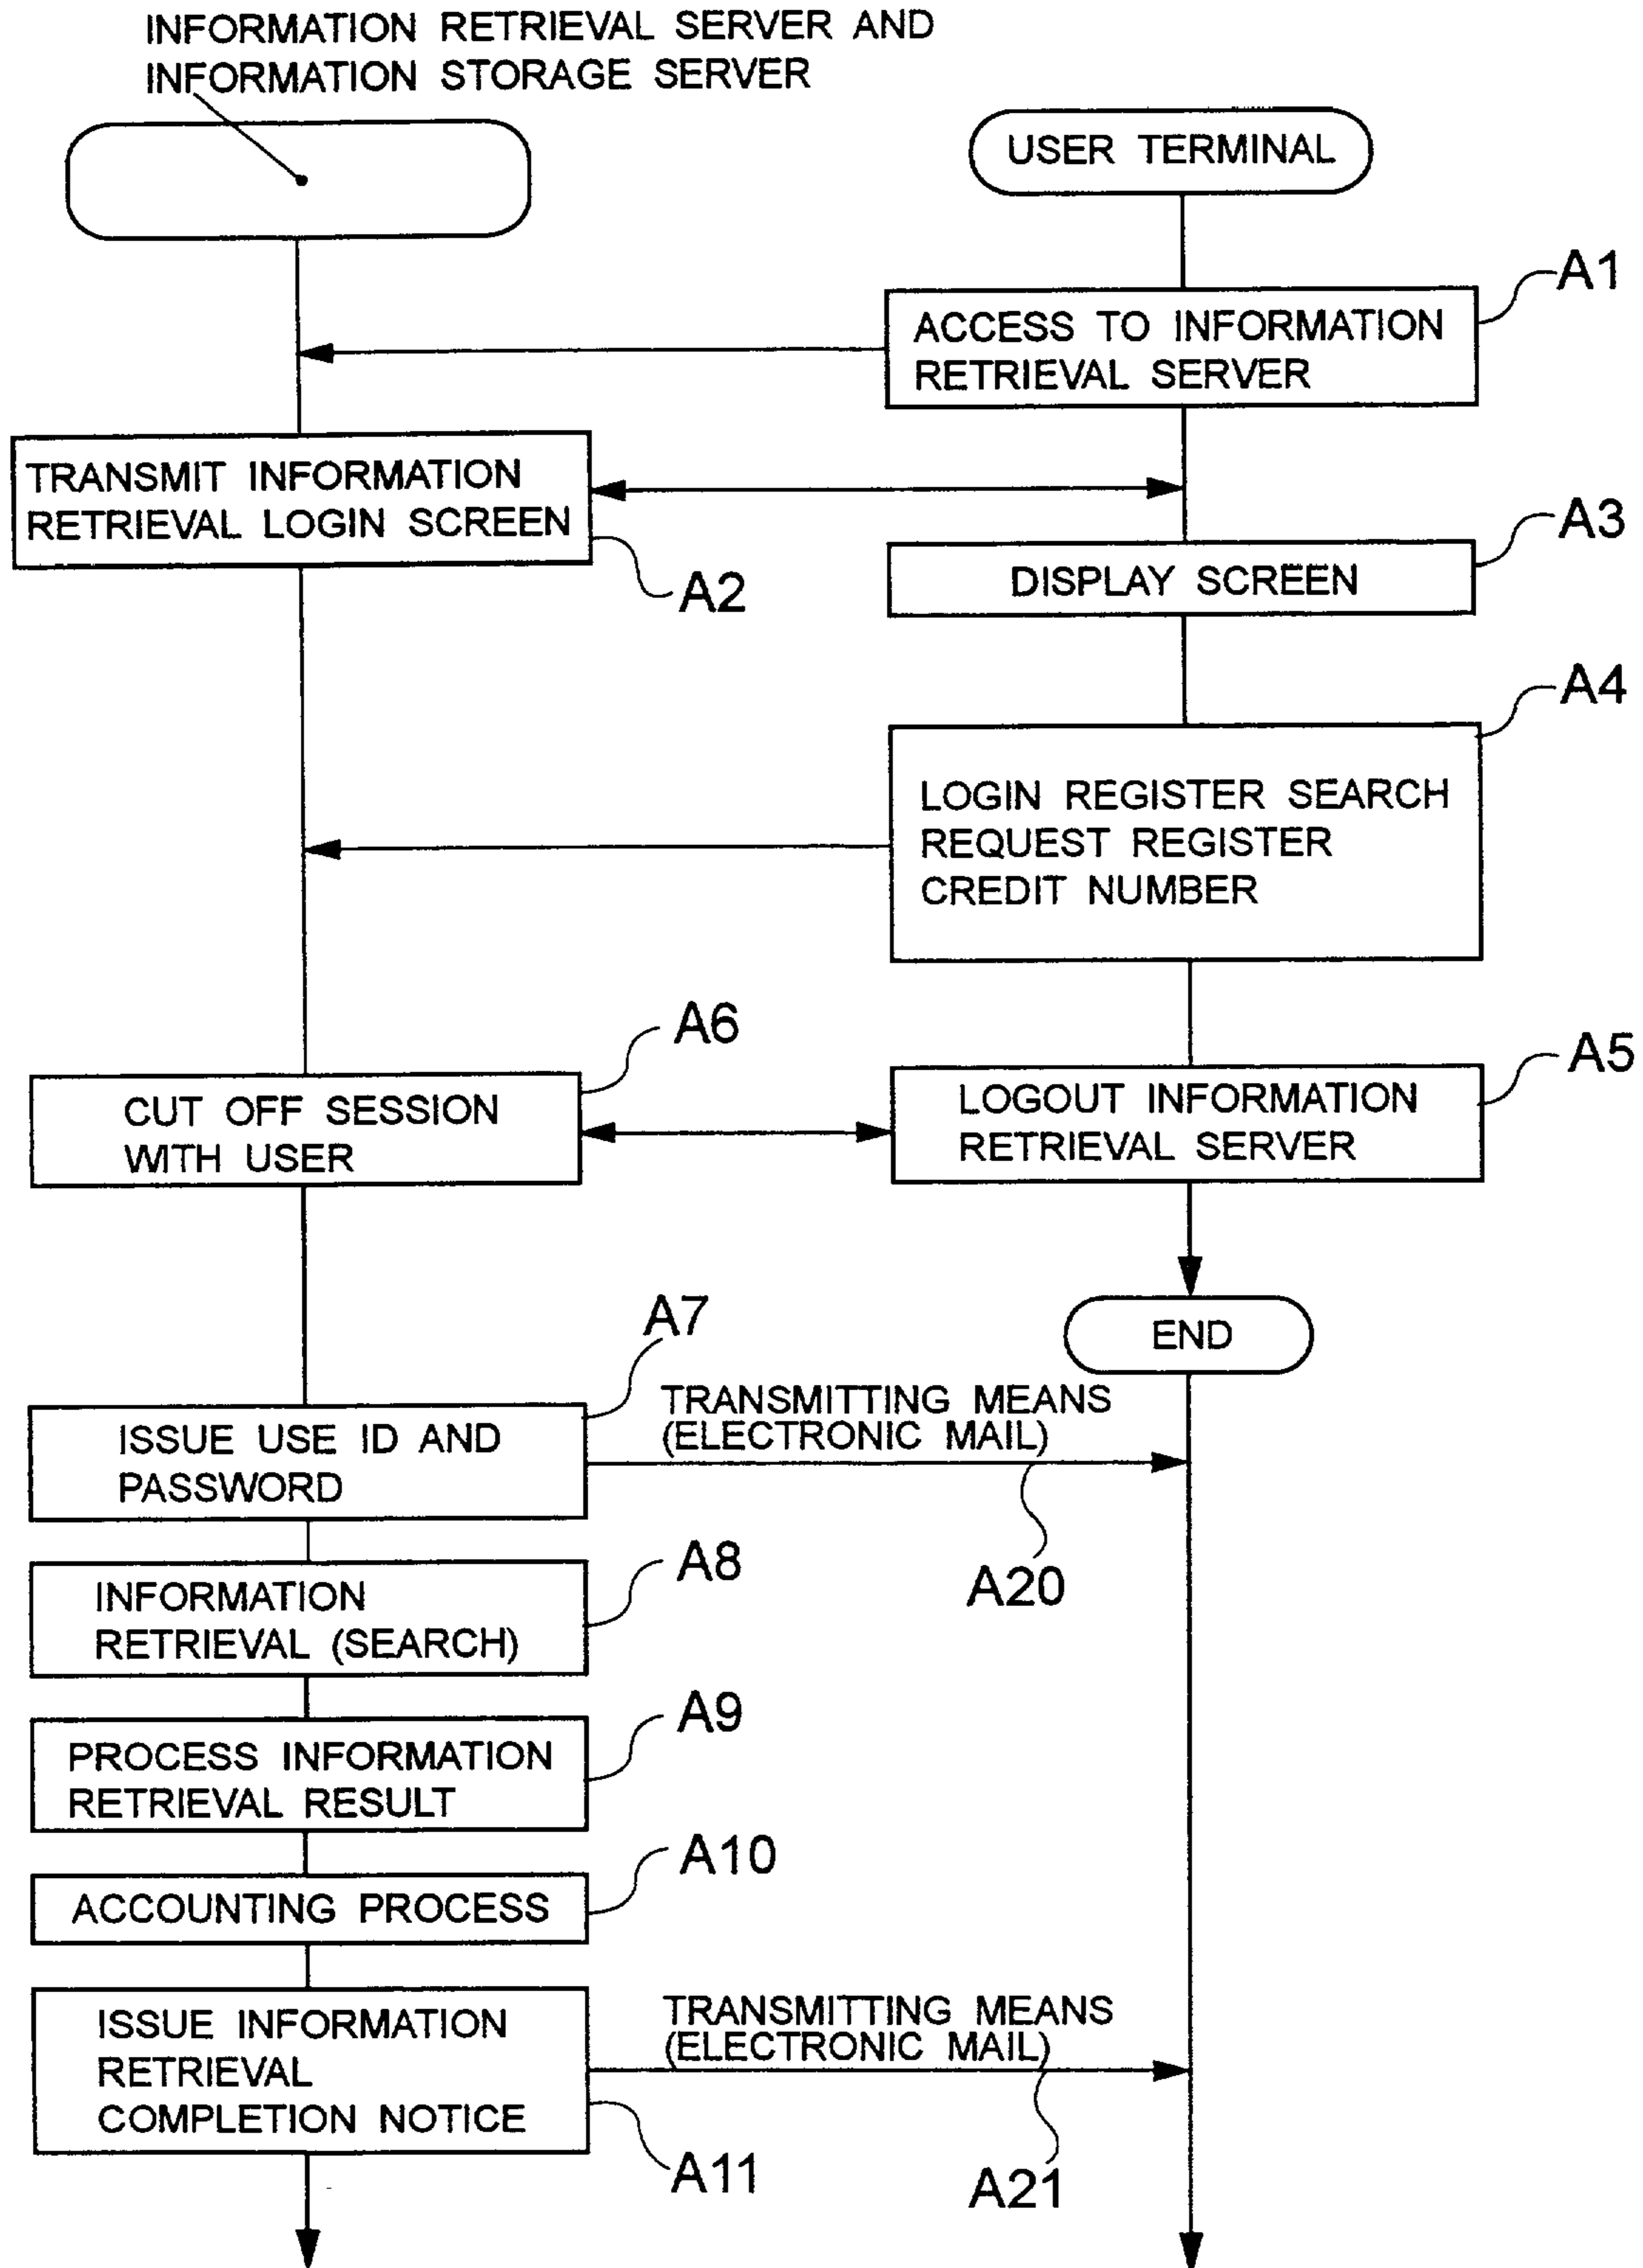 INFORMATION RETRIEVAL SERVER AND
INFORMATION STORAGE SERVER
USER TERMINAL
A1
ACCESS TO INFORMATION
RETRIEVAL SERVER
TRANSMIT INFORMATION
RETRIEVAL LOGIN SCREEN
A2
A3
DISPLAY SCREEN
A4
LOGIN REGISTER SEARCH
REQUEST REGISTER
CREDIT NUMBER
A6
CUT OFF SESSION
WITH USER
A5
LOGOUT INFORMATION
RETRIEVAL SERVER
END
A7
ISSUE USE ID AND
PASSWORD
TRANSMITTING MEANS
(ELECTRONIC MAIL)
A20
A8
INFORMATION
RETRIEVAL (SEARCH)
A9
PROCESS INFORMATION
RETRIEVAL RESULT
A10
ACCOUNTING PROCESS
ISSUE INFORMATION
RETRIEVAL
COMPLETION NOTICE
A11
TRANSMITTING MEANS
(ELECTRONIC MAIL)
A21